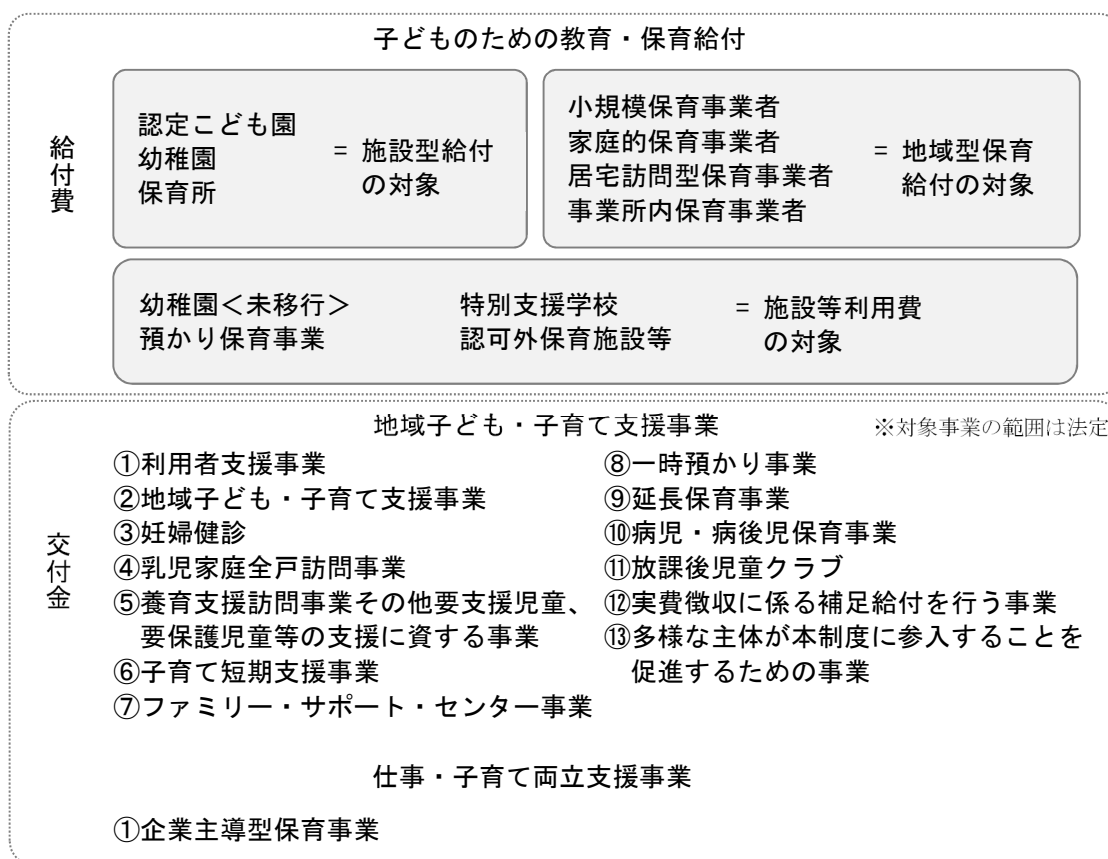 子どものための教育・保育給付
給付費
認定こども園
幼稚園
保育所
= 施設型給付
の対象
小規模保育事業者
家庭的保育事業者
居宅訪問型保育事業者
事業所内保育事業者
= 地域型保育
給付の対象
幼稚園＜未移行＞
預かり保育事業
特別支援学校
認可外保育施設等
= 施設等利用費
の対象
地域子ども・子育て支援事業
※対象事業の範囲は法定
交付金
①利用者支援事業
②地域子ども・子育て支援事業
③妊婦健診
④乳児家庭全戸訪問事業
⑤養育支援訪問事業その他要支援児童、
要保護児童等の支援に資する事業
⑥子育て短期支援事業
⑦ファミリー・サポート・センター事業
⑧一時預かり事業
⑨延長保育事業
⑩病児・病後児保育事業
⑪放課後児童クラブ
⑫実費徴収に係る補足給付を行う事業
⑬多様な主体が本制度に参入することを
促進するための事業
仕事・子育て両立支援事業
①企業主導型保育事業